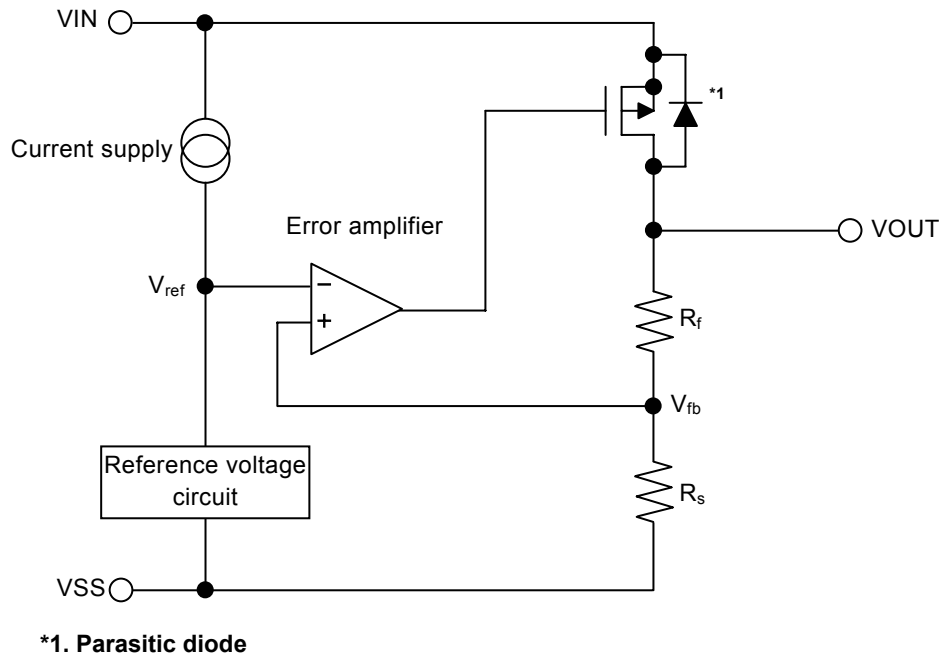 VIN
*1
Current supply
VOUT
Error amplifier
Vref
−
+
Rf
Vfb
Reference voltage
circuit
Rs
VSS
*1. Parasitic diode